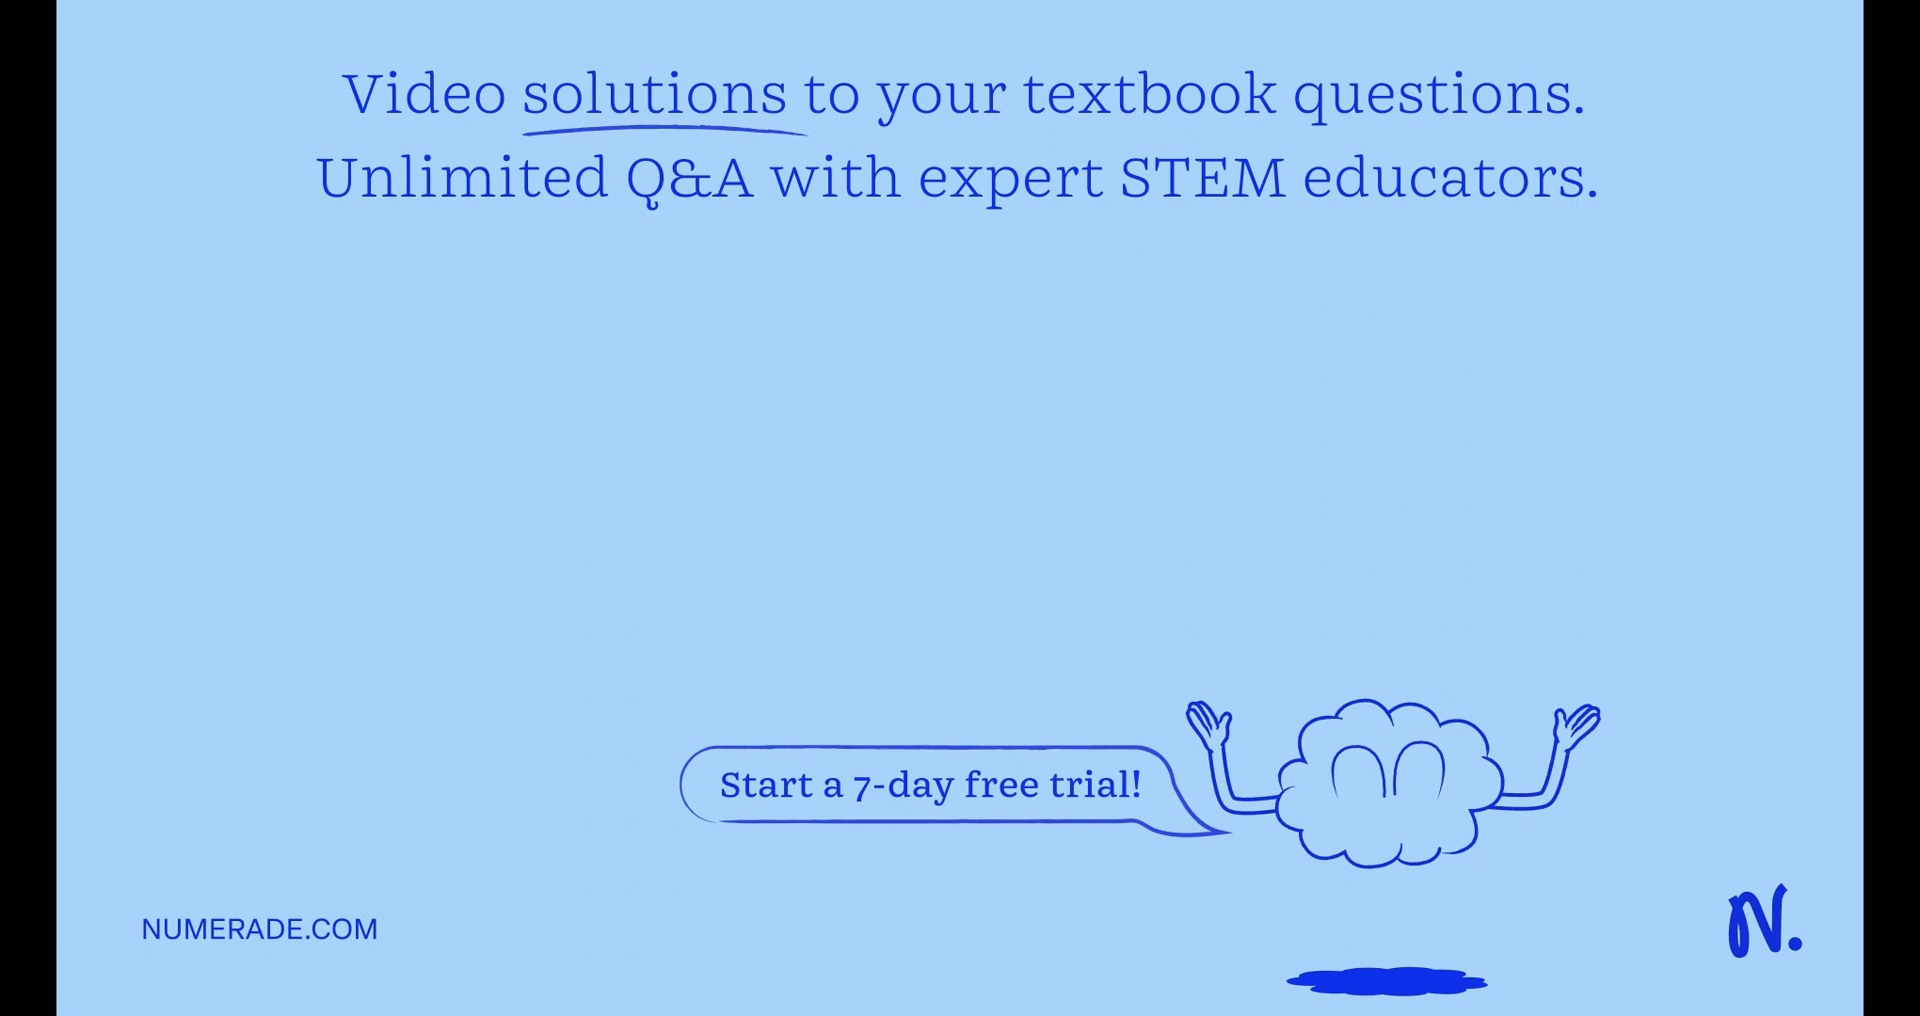 Video solutions to your textbook questions.
Unlimited Q&A with expert STEM educators.
Start a 7-day free trial!
NUMERADE.COM
N.